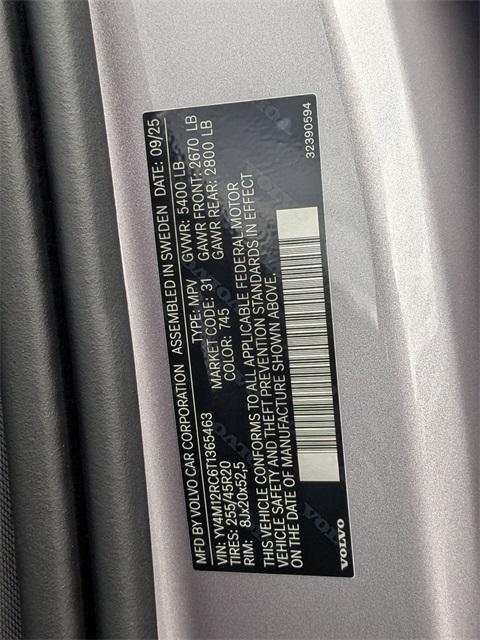 MFD BY VOLVO CAR CORPORATION ASSEMBLED IN SWEDEN DATE: 09/25
VIN: YV4M12RC6T1365463 TYPE: MPV GVWR: 5400 LB
TIRES: 255/45R20 MARKET CODE: 31 GAWR FRONT: 2670 LB
RIM: 8Jx20x52,5 COLOR: 745 GAWR REAR: 2800 LB
THIS VEHICLE CONFORMS TO ALL APPLICABLE FEDERAL MOTOR
VEHICLE SAFETY AND THEFT PREVENTION STANDARDS IN EFFECT
ON THE DATE OF MANUFACTURE SHOWN ABOVE.
VOLVO
32390594